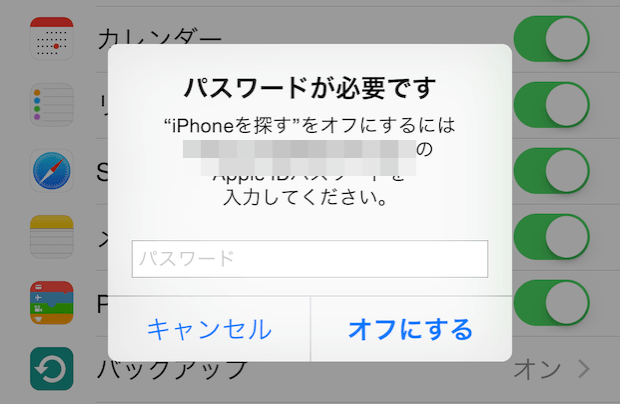 カレンダー
パスワードが必要です
“iPhoneを探す”をオフにするには
の
Apple IDパスワードを
入力してください。
パスワード
キャンセル
オフにする
バックアップ
オン